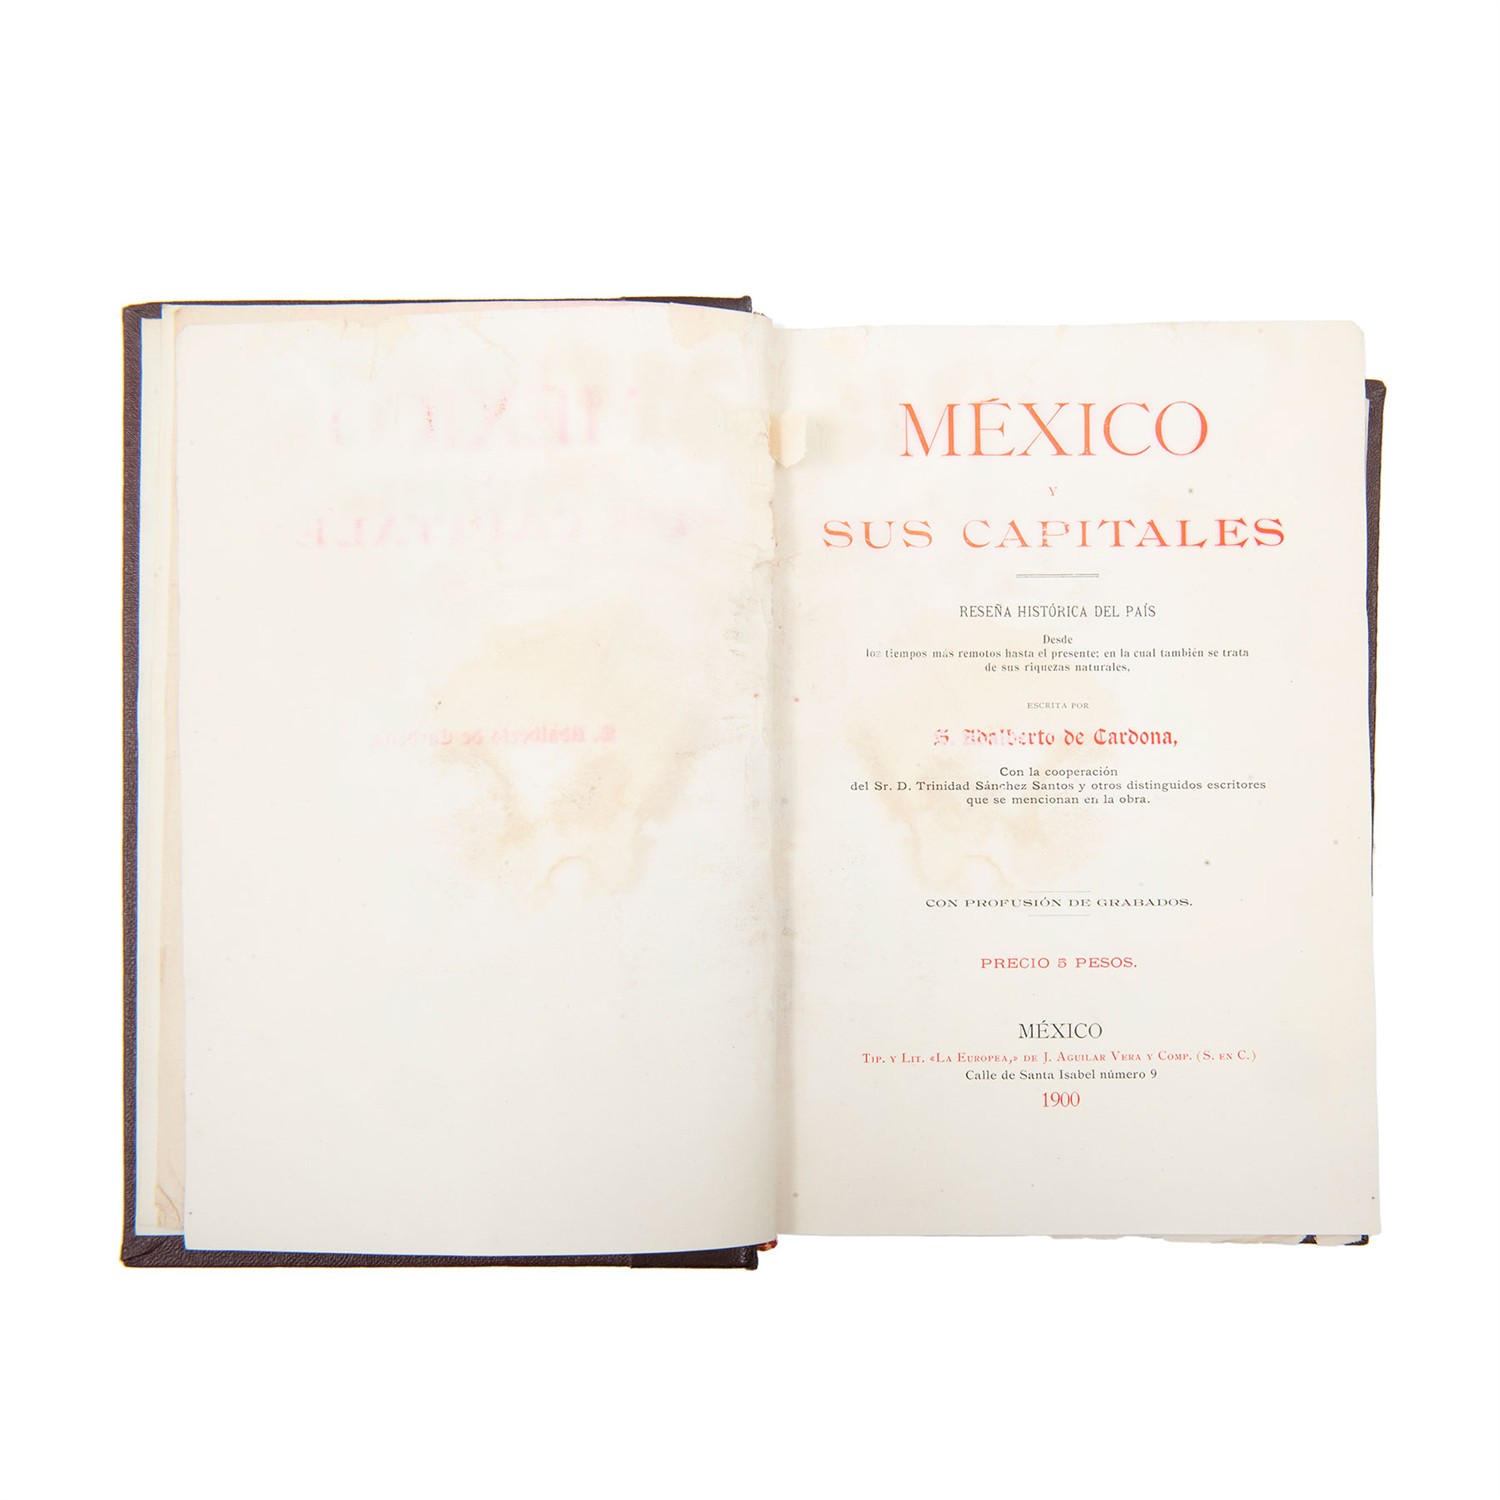 MÉXICO
Y
SUS CAPITALES
RESEÑA HISTÓRICA DEL PAÍS
Desde
los tiempos más remotos hasta el presente; en la cual también se trata
de sus riquezas naturales,
ESCRITA POR
S. Adalberto de Cardona,
Con la cooperación
del Sr. D. Trinidad Sánchez Santos y otros distinguidos escritores
que se mencionan en la obra.
CON PROFUSIÓN DE GRABADOS.
PRECIO 5 PESOS.
MÉXICO
TIP. Y LIT. «LA EUROPEA,» DE J. AGUILAR VERA Y COMP. (S. EN C.)
Calle de Santa Isabel número 9
1900